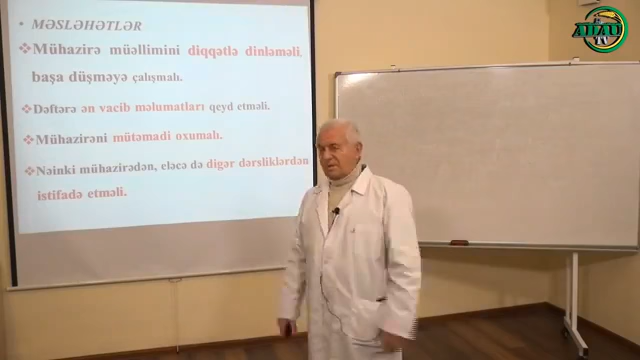 • MƏSLƏHƏTLƏR
❖Mühazirə müəllimini diqqətlə dinləməli,
başa düşməyə çalışmalı.
❖Dəftərə ən vacib məlumatları qeyd etməli.
❖Mühazirəni mütəmadi oxumalı.
❖Nəinki mühazirədən, eləcə də digər dərsliklərdən
istifadə etməli.
ADAU
TV